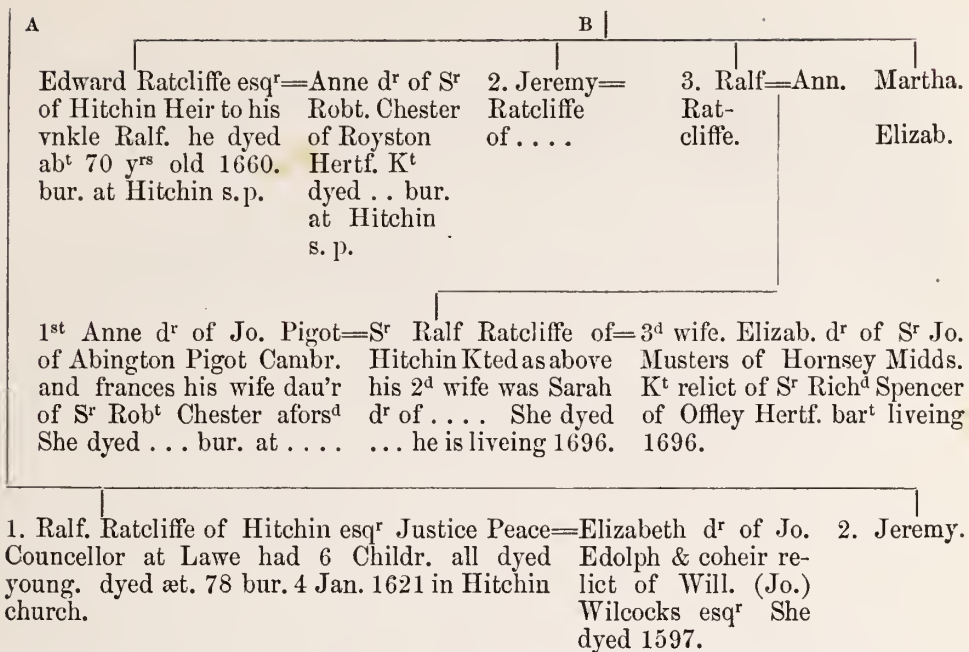 A
B
Edward Ratcliffe esqʳ=
of Hitchin Heir to his
vnkle Ralf. he dyed
abᵗ 70 yʳˢ old 1660.
bur. at Hitchin s.p.
Anne dʳ of Sʳ
Robt. Chester
of Royston
Hertf. Kᵗ
dyed . . bur.
at Hitchin
s. p.
2. Jeremy=
Ratcliffe
of . . . .
3. Ralf=Ann.
Rat-
cliffe.
Martha.
Elizab.
1ˢᵗ Anne dʳ of Jo. Pigot=
of Abington Pigot Cambr.
and frances his wife dau'r
of Sʳ Robᵗ Chester aforsᵈ
She dyed . . . bur. at . . . .
Sʳ Ralf Ratcliffe of=
Hitchin Kted as above
his 2ᵈ wife was Sarah
dʳ of . . . . She dyed
. . . he is liveing 1696.
3ᵈ wife. Elizab. dʳ of Sʳ Jo.
Musters of Hornsey Midds.
Kᵗ relict of Sʳ Richᵈ Spencer
of Offley Hertf. barᵗ liveing
1696.
1. Ralf. Ratcliffe of Hitchin esqʳ Justice Peace=
Councellor at Lawe had 6 Childr. all dyed
young. dyed æt. 78 bur. 4 Jan. 1621 in Hitchin
church.
Elizabeth dʳ of Jo.
Edolph & coheir re-
lict of Will. (Jo.)
Wilcocks esqʳ She
dyed 1597.
2. Jeremy.